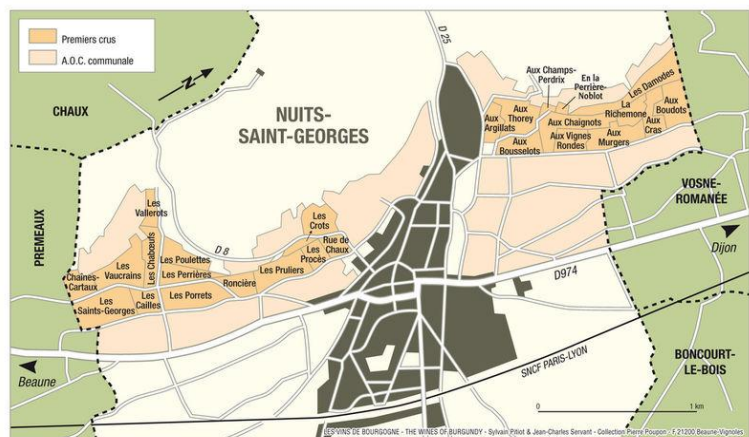 Premiers crus
A.O.C. communale
N
D 25
CHAUX
NUITS-
SAINT-GEORGES
PREMEAUX
Aux Champs-
Perdrix
En la
Perrière-
Noblot
Les Damodes
Aux
Argillats
Aux
Thorey
Aux
Bousselots
Aux Chaignots
Aux Vignes
Rondes
La
Richemone
Aux
Murgers
Aux
Cras
Aux
Boudots
VOSNE-
ROMANÉE
Dijon
D974
Les
Vallerots
D 8
Les
Crots
Rue de
Chaux
Les
Procès
Les Pruliers
Roncière
Les Poulettes
Les Perrières
Les Porrets
Les Chabœufs
Les
Vaucrains
Chaines-
Cartaux
Les
Saints-Georges
Les
Cailles
Beaune
SNCF PARIS-LYON
BONCOURT-
LE-BOIS
0
1 km
LES VINS DE BOURGOGNE - THE WINES OF BURGUNDY - Sylvain Pitiot & Jean-Charles Servant - Collection Pierre Poupon - F.21200 Beaune-Vignoles